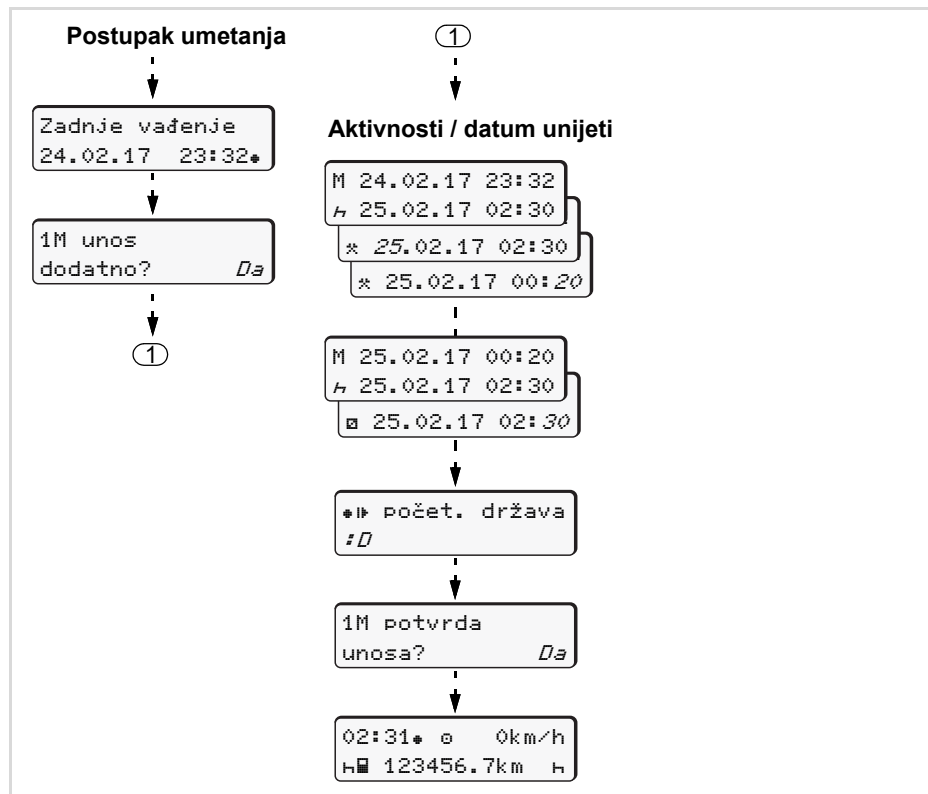 Postupak umetanja
Zadnje vađenje
24.02.17 23:32
1M unos
dodatno? Da
1
1
Aktivnosti / datum unijeti
M 24.02.17 23:32
25.02.17 02:30
25.02.17 02:30
25.02.17 00:20
M 25.02.17 00:20
25.02.17 02:30
25.02.17 02:30
počet. država
:D
1M potvrda
unosa? Da
02:31 0km/h
123456.7km